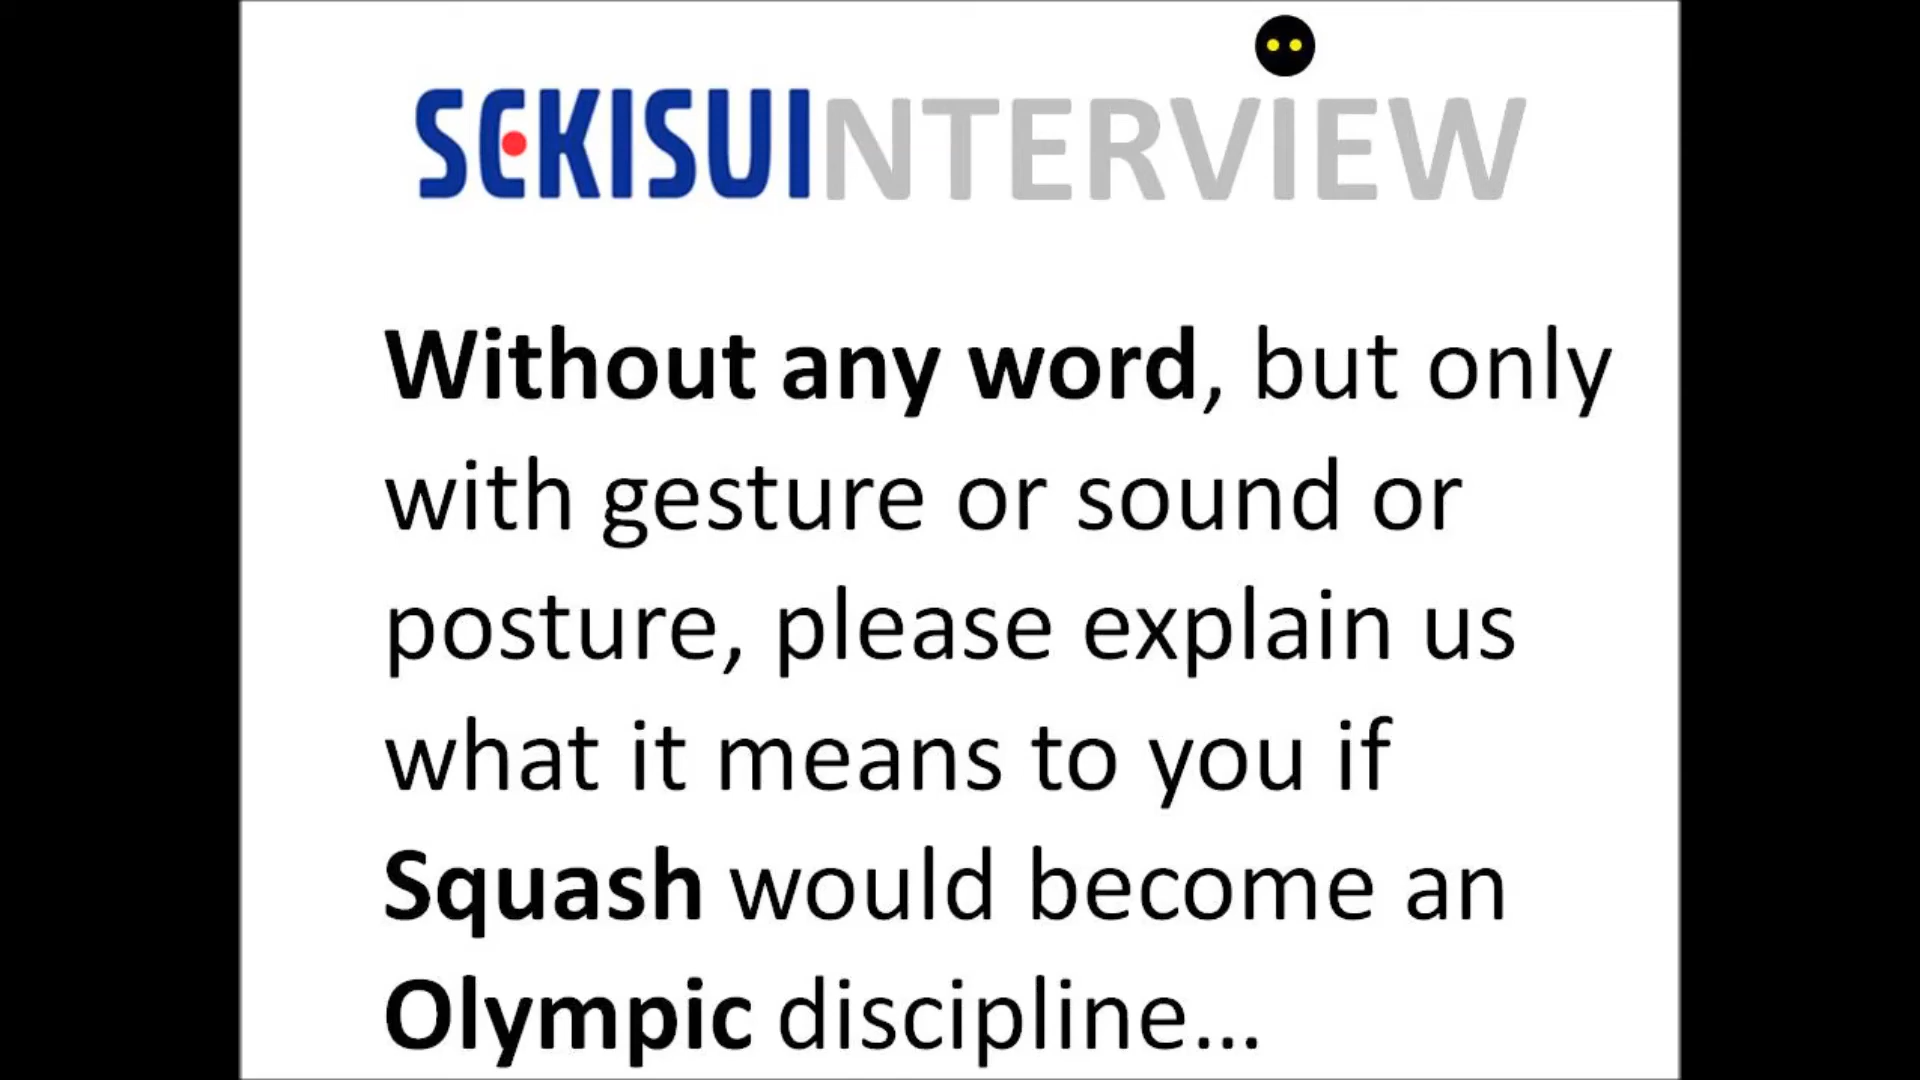 SEKISUINTERVIEW
Without any word, but only
with gesture or sound or
posture, please explain us
what it means to you if
Squash would become an
Olympic discipline...